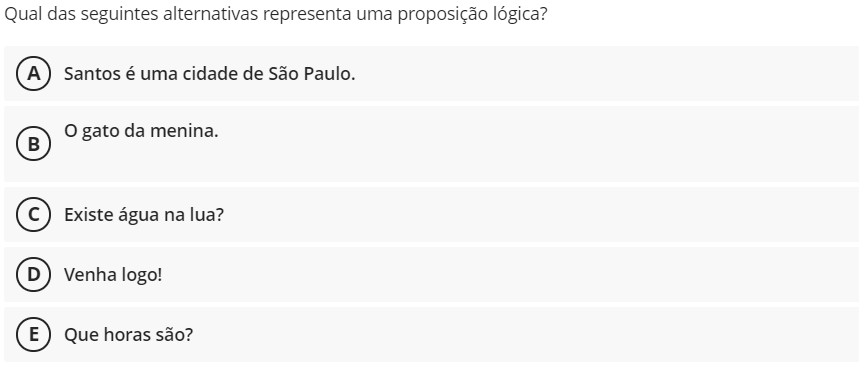 Qual das seguintes alternativas representa uma proposição lógica?
A Santos é uma cidade de São Paulo.
B O gato da menina.
C Existe água na lua?
D Venha logo!
E Que horas são?